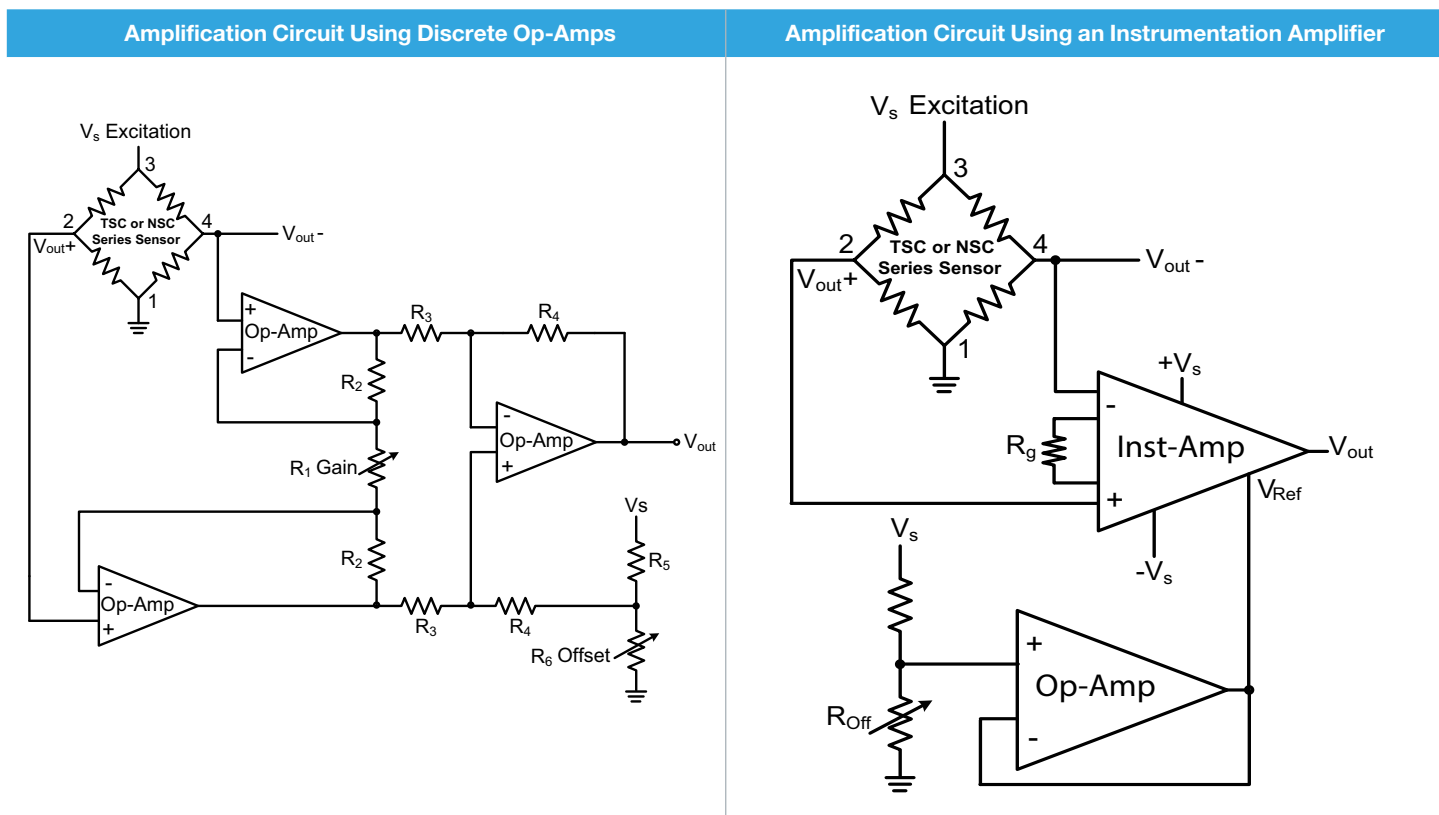 Amplification Circuit Using Discrete Op-Amps
Vs Excitation
3
2
TSC or NSC
Series Sensor
4
Vout+
Vout -
1
+
Op-Amp
-
R3
R4
R2
R1 Gain
-
Op-Amp
+
Vout
R2
Vs
R5
-
Op-Amp
+
R3
R4
R6 Offset
Amplification Circuit Using an Instrumentation Amplifier
Vs Excitation
3
2
TSC or NSC
Series Sensor
4
Vout+
Vout -
1
+Vs
-
Rg
Inst-Amp
Vout
+
VRef
-Vs
Vs
+
Op-Amp
-
ROff